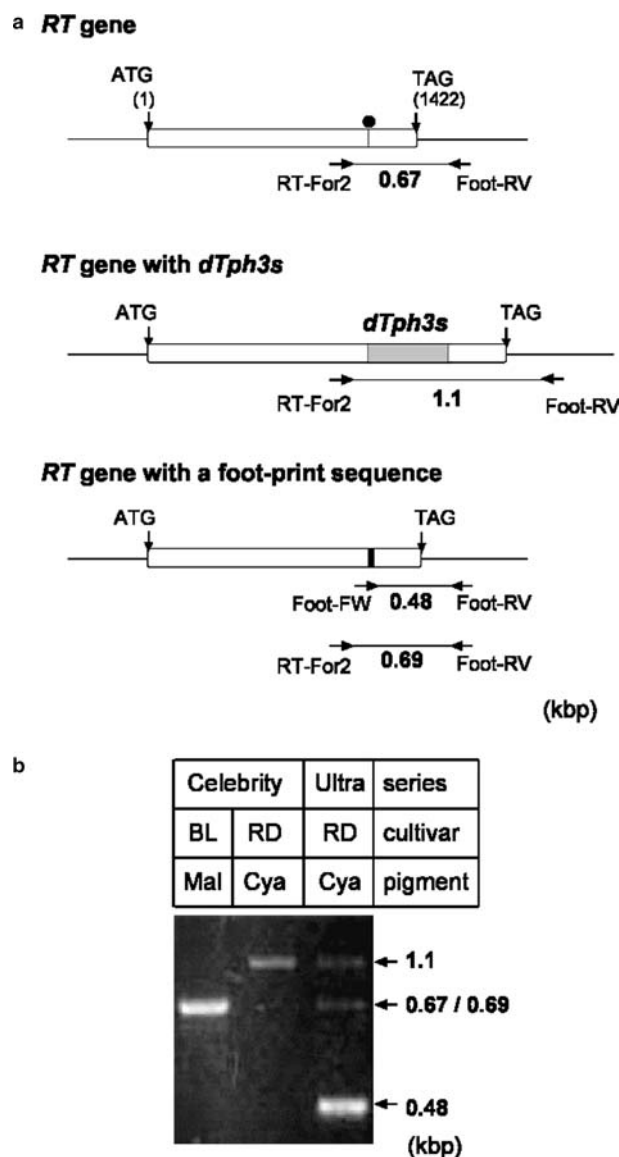 a RT gene
ATG TAG
(1) (1422)
RT-For2 0.67 Foot-RV
RT gene with dTph3s
ATG dTph3s TAG
RT-For2 1.1 Foot-RV
RT gene with a foot-print sequence
ATG TAG
Foot-FW 0.48 Foot-RV
RT-For2 0.69 Foot-RV
(kbp)
b
Celebrity Ultra series
BL RD RD cultivar
Mal Cya Cya pigment
1.1
0.67 / 0.69
0.48
(kbp)